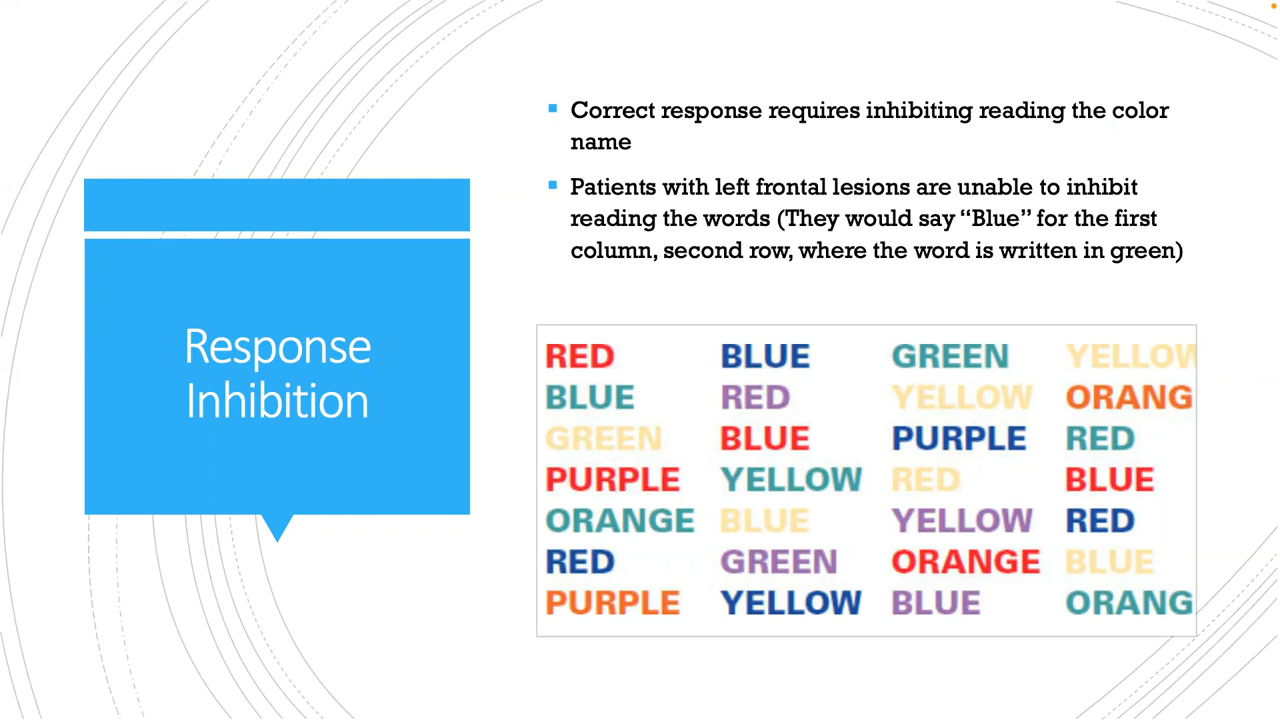 Response
Inhibition
Correct response requires inhibiting reading the color
name
Patients with left frontal lesions are unable to inhibit
reading the words (They would say “Blue” for the first
column, second row, where the word is written in green)
RED BLUE GREEN YELLOW
BLUE RED YELLOW ORANG
GREEN BLUE PURPLE RED
PURPLE YELLOW RED BLUE
ORANGE BLUE YELLOW RED
RED GREEN ORANGE BLUE
PURPLE YELLOW BLUE ORANG